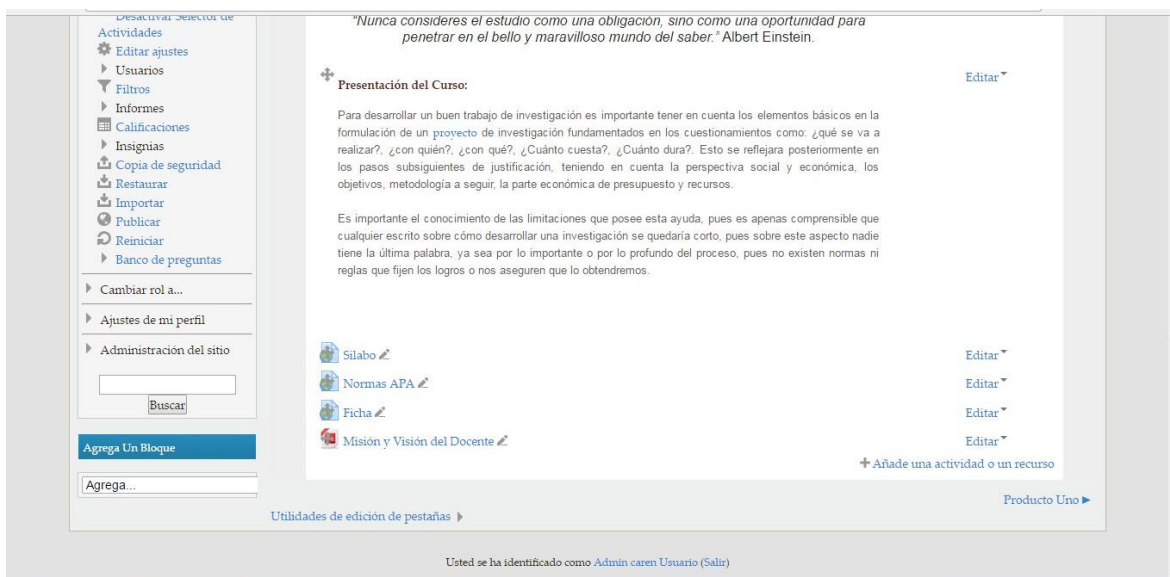 Desactivar Selector de
Actividades
Editar ajustes
Usuarios
Filtros
Informes
Calificaciones
Insignias
Copia de seguridad
Restaurar
Importar
Publicar
Reiniciar
Banco de preguntas
Cambiar rol a...
Ajustes de mi perfil
Administración del sitio
Buscar
Agrega Un Bloque
Agrega...
"Nunca consideres el estudio como una obligación, sino como una oportunidad para
penetrar en el bello y maravilloso mundo del saber." Albert Einstein.
Presentación del Curso:
Editar
Para desarrollar un buen trabajo de investigación es importante tener en cuenta los elementos básicos en la
formulación de un proyecto de investigación fundamentados en los cuestionamientos como: ¿qué se va a
realizar?, ¿con quién?, ¿con qué?, ¿Cuánto cuesta?, ¿Cuánto dura?. Esto se reflejara posteriormente en
los pasos subsiguientes de justificación, teniendo en cuenta la perspectiva social y económica, los
objetivos, metodología a seguir, la parte económica de presupuesto y recursos.
Es importante el conocimiento de las limitaciones que posee esta ayuda, pues es apenas comprensible que
cualquier escrito sobre cómo desarrollar una investigación se quedaría corto, pues sobre este aspecto nadie
tiene la última palabra, ya sea por lo importante o por lo profundo del proceso, pues no existen normas ni
reglas que fijen los logros o nos aseguren que lo obtendremos.
Silabo Editar
Normas APA Editar
Ficha Editar
Misión y Visión del Docente Editar
Añade una actividad o un recurso
Producto Uno
Utilidades de edición de pestañas
Usted se ha identificado como Admin caren Usuario (Salir)